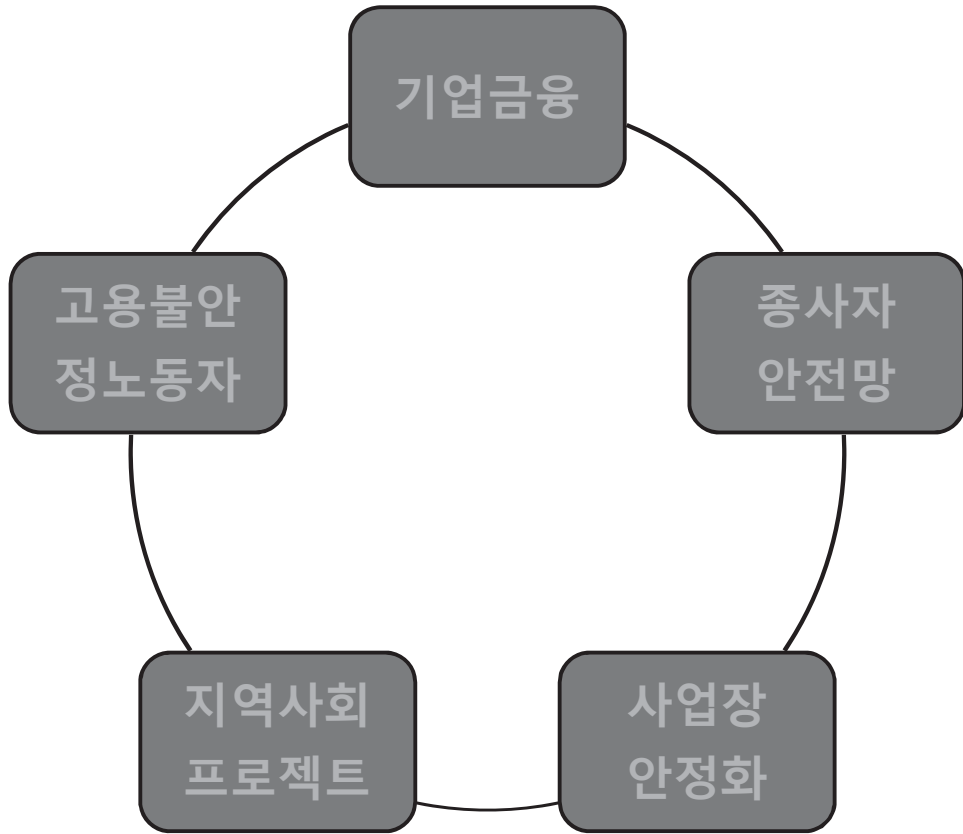 기업금융
종사자
안전망
사업장
안정화
지역사회
프로젝트
고용불안
정노동자